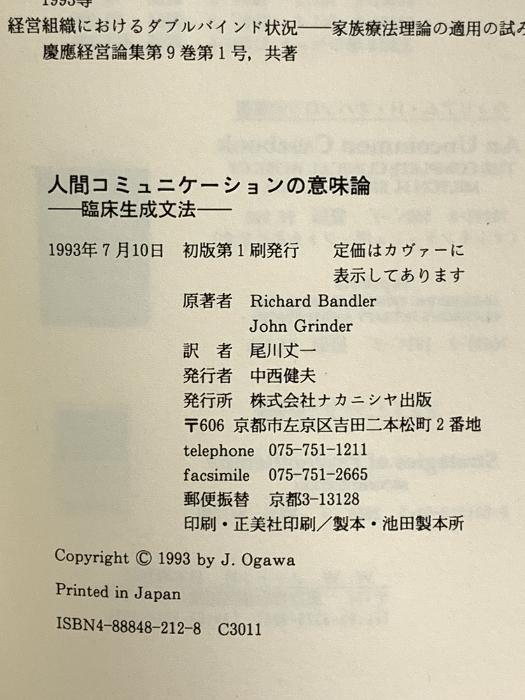 1993等
経営組織におけるダブルバインド状況——家族療法理論の適用の試み
慶應経営論集第9巻第1号，共著
人間コミュニケーションの意味論
——臨床生成文法——
1993年7月10日　初版第1刷発行　定価はカヴァーに
表示してあります
原著者　Richard Bandler
John Grinder
訳　者　尾川丈一
発行者　中西健夫
発行所　株式会社ナカニシヤ出版
〒606 京都市左京区吉田二本松町2番地
telephone　075-751-1211
facsimile　075-751-2665
郵便振替　京都3-13128
印刷・正美社印刷／製本・池田製本所
Copyright © 1993 by J. Ogawa
Printed in Japan
ISBN4-88848-212-8　C3011